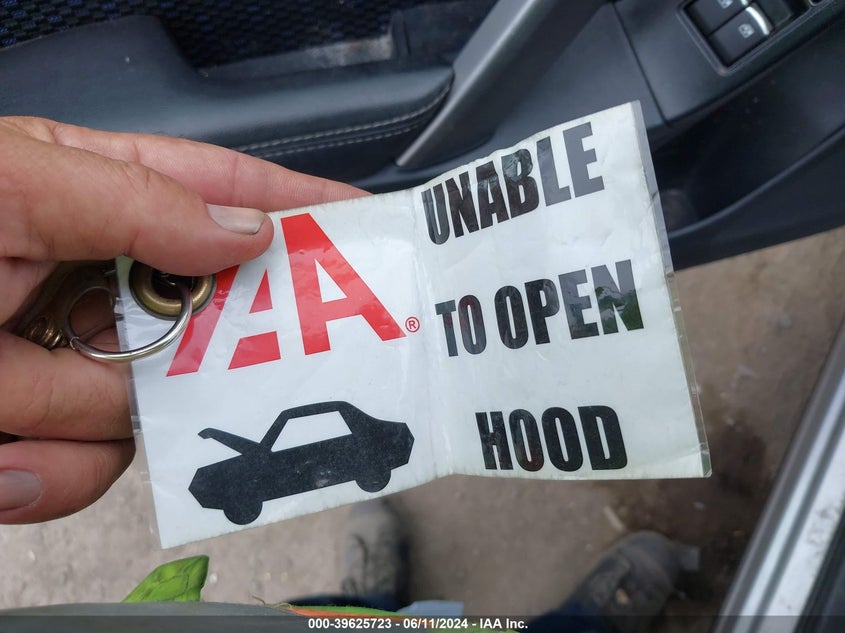 IAA®
UNABLE
TO OPEN
HOOD
000-39625723 - 06/11/2024 - IAA Inc.